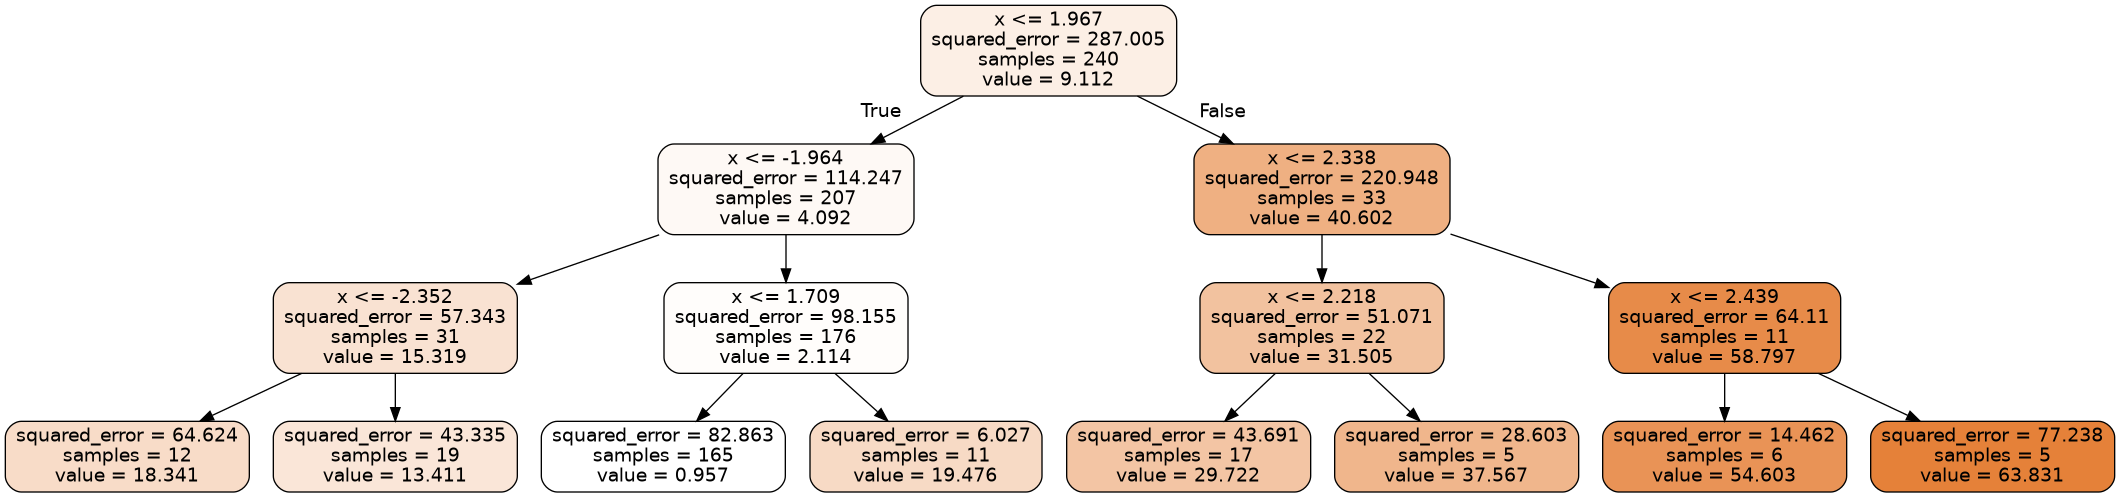 x <= 1.967
squared_error = 287.005
samples = 240
value = 9.112
True
False
x <= -1.964
squared_error = 114.247
samples = 207
value = 4.092
x <= 2.338
squared_error = 220.948
samples = 33
value = 40.602
x <= -2.352
squared_error = 57.343
samples = 31
value = 15.319
x <= 1.709
squared_error = 98.155
samples = 176
value = 2.114
x <= 2.218
squared_error = 51.071
samples = 22
value = 31.505
x <= 2.439
squared_error = 64.11
samples = 11
value = 58.797
squared_error = 64.624
samples = 12
value = 18.341
squared_error = 43.335
samples = 19
value = 13.411
squared_error = 82.863
samples = 165
value = 0.957
squared_error = 6.027
samples = 11
value = 19.476
squared_error = 43.691
samples = 17
value = 29.722
squared_error = 28.603
samples = 5
value = 37.567
squared_error = 14.462
samples = 6
value = 54.603
squared_error = 77.238
samples = 5
value = 63.831